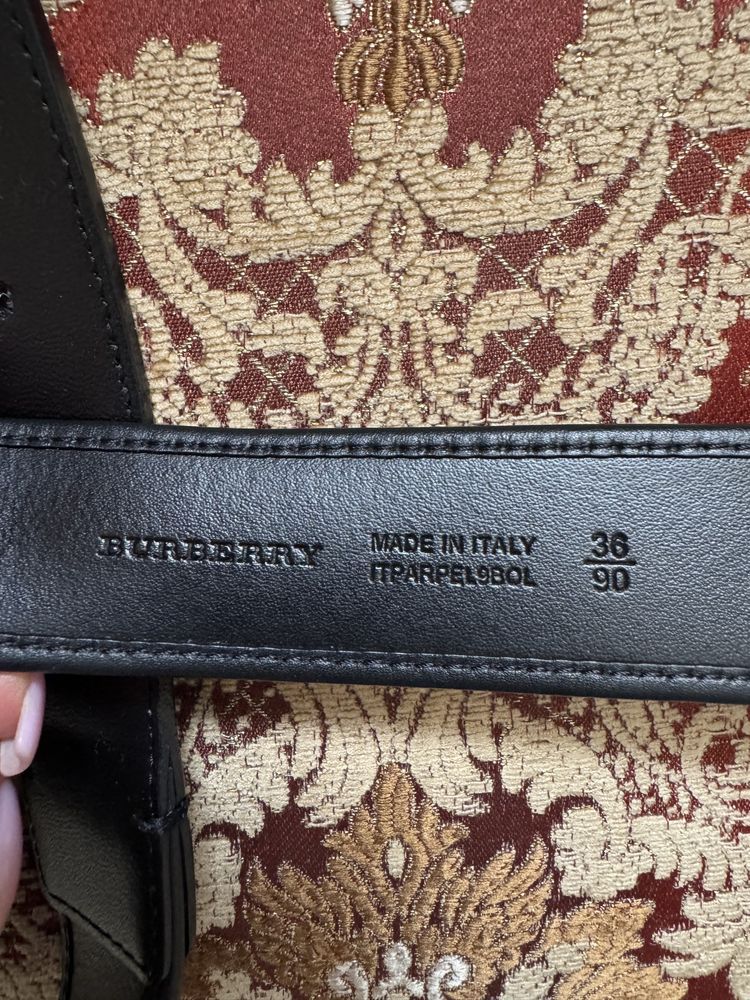 BURBERRY
MADE IN ITALY
ITPARPEL9BOL
36
90